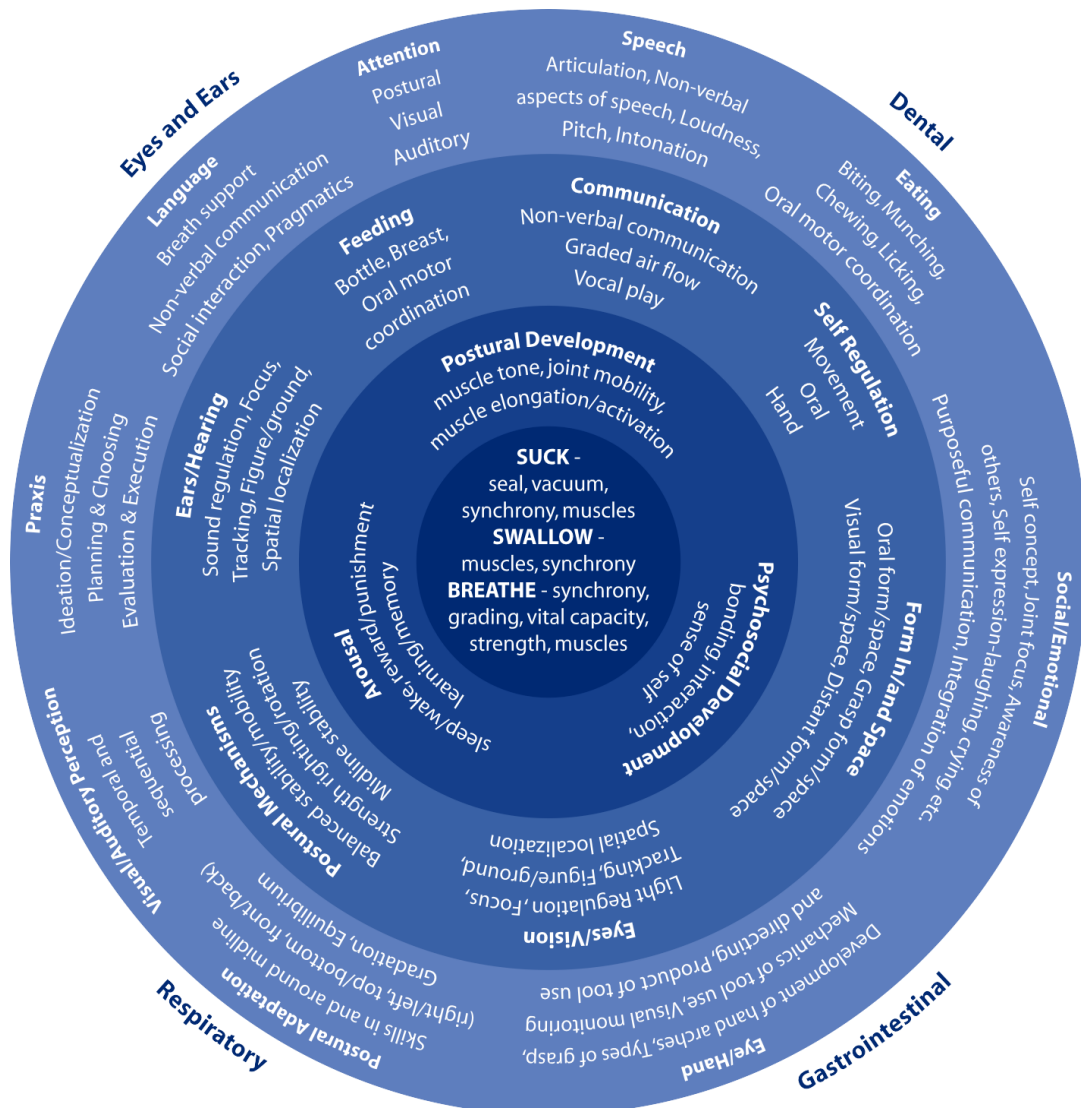 Eyes and Ears
Dental
Gastrointestinal
Respiratory
Attention
Postural
Visual
Auditory
Speech
Articulation, Non-verbal
aspects of speech, Loudness,
Pitch, Intonation
Eating
Biting, Munching,
Chewing, Licking,
Oral motor coordination
Social/Emotional
Self concept, Joint focus, Awareness of
others, Self expression-laughing, crying, etc.
Purposeful communication, Integration of emotions
Eye/Hand
Development of hand arches, Types of grasp,
Mechanics of tool use, Visual monitoring
and directing, Product of tool use
Postural Adaptation
Skills in and around midline
(right/left, top/bottom, front/back)
Gradation, Equilibrium
Visual/Auditory Perception
Temporal and
sequential
processing
Praxis
Ideation/Conceptualization
Planning & Choosing
Evaluation & Execution
Language
Breath support
Non-verbal communication
Social interaction, Pragmatics
Feeding
Bottle, Breast,
Oral motor
coordination
Communication
Non-verbal communication
Graded air flow
Vocal play
Self Regulation
Movement
Oral
Hand
Form In/and Space
Oral form/space, Grasp form/space
Visual form/space, Distant form/space
Eyes/Vision
Light Regulation, Focus,
Tracking, Figure/ground,
Spatial localization
Postural Mechanisms
Balanced stability/mobility
Strength righting/rotation
Midline stability
Ears/Hearing
Sound regulation, Focus,
Tracking, Figure/ground,
Spatial localization
Postural Development
muscle tone, joint mobility,
muscle elongation/activation
Psychosocial Development
bonding, interaction,
sense of self
Arousal
sleep/wake, reward/punishment
learning/memory
SUCK -
seal, vacuum,
synchrony, muscles
SWALLOW -
muscles, synchrony
BREATHE - synchrony,
grading, vital capacity,
strength, muscles